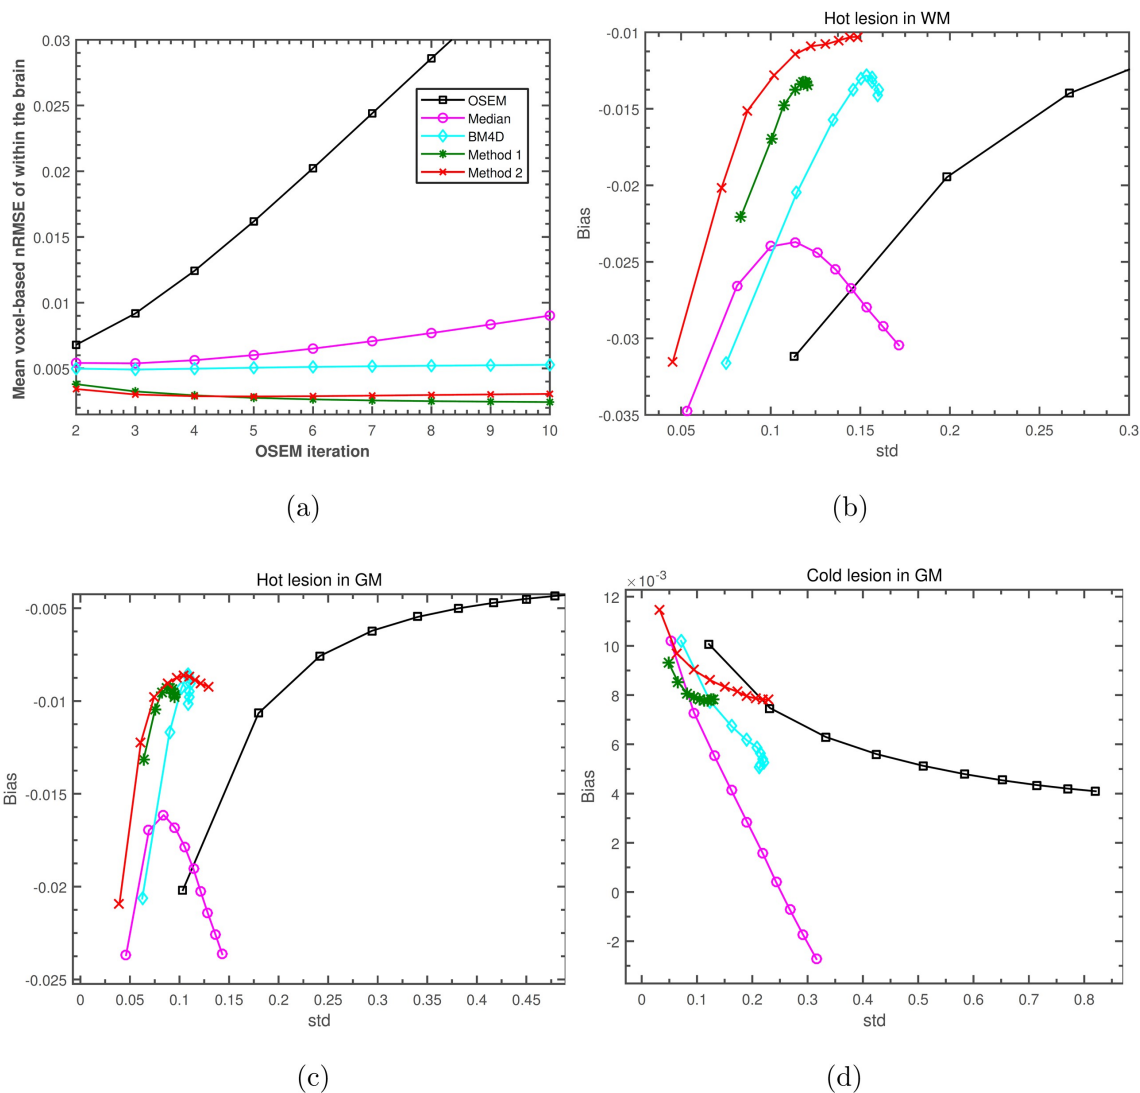 0.03
0.025
0.02
0.015
0.01
0.005
Mean voxel-based nRMSE of within the brain
OSEM
Median
BM4D
Method 1
Method 2
2 3 4 5 6 7 8 9 10
OSEM iteration
(a)
Hot lesion in WM
-0.01
-0.015
-0.02
-0.025
-0.03
-0.035
Bias
0.05 0.1 0.15 0.2 0.25 0.3
std
(b)
Hot lesion in GM
-0.005
-0.01
-0.015
-0.02
-0.025
Bias
0 0.05 0.1 0.15 0.2 0.25 0.3 0.35 0.4 0.45
std
(c)
Cold lesion in GM
×10⁻³
12
10
8
6
4
2
0
-2
Bias
0 0.1 0.2 0.3 0.4 0.5 0.6 0.7 0.8
std
(d)